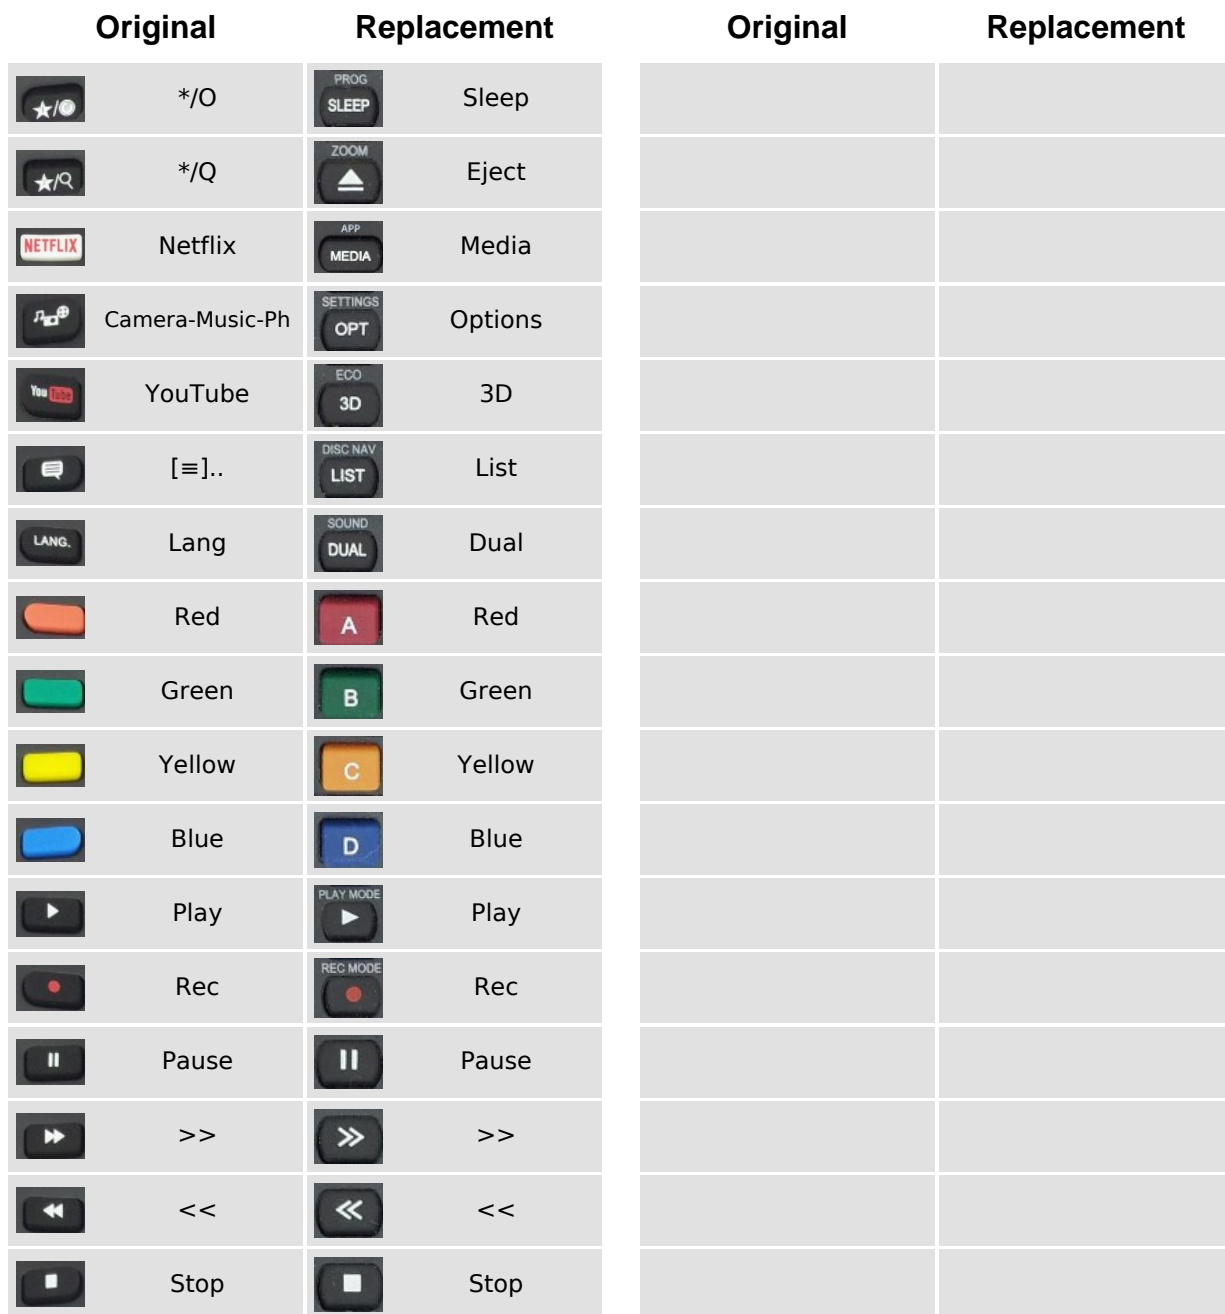 Original Replacement Original Replacement
★/ */O PROG SLEEP Sleep
★/ */Q ZOOM Eject
NETFLIX Netflix APP MEDIA Media
Camera-Music-Ph SETTINGS OPT Options
You Tube YouTube ECO 3D 3D
[≡].. DISC NAV LIST List
LANG. Lang SOUND DUAL Dual
Red A Red
Green B Green
Yellow C Yellow
Blue D Blue
Play PLAY MODE Play
Rec REC MODE Rec
Pause Pause
>> >>
<< <<
Stop Stop